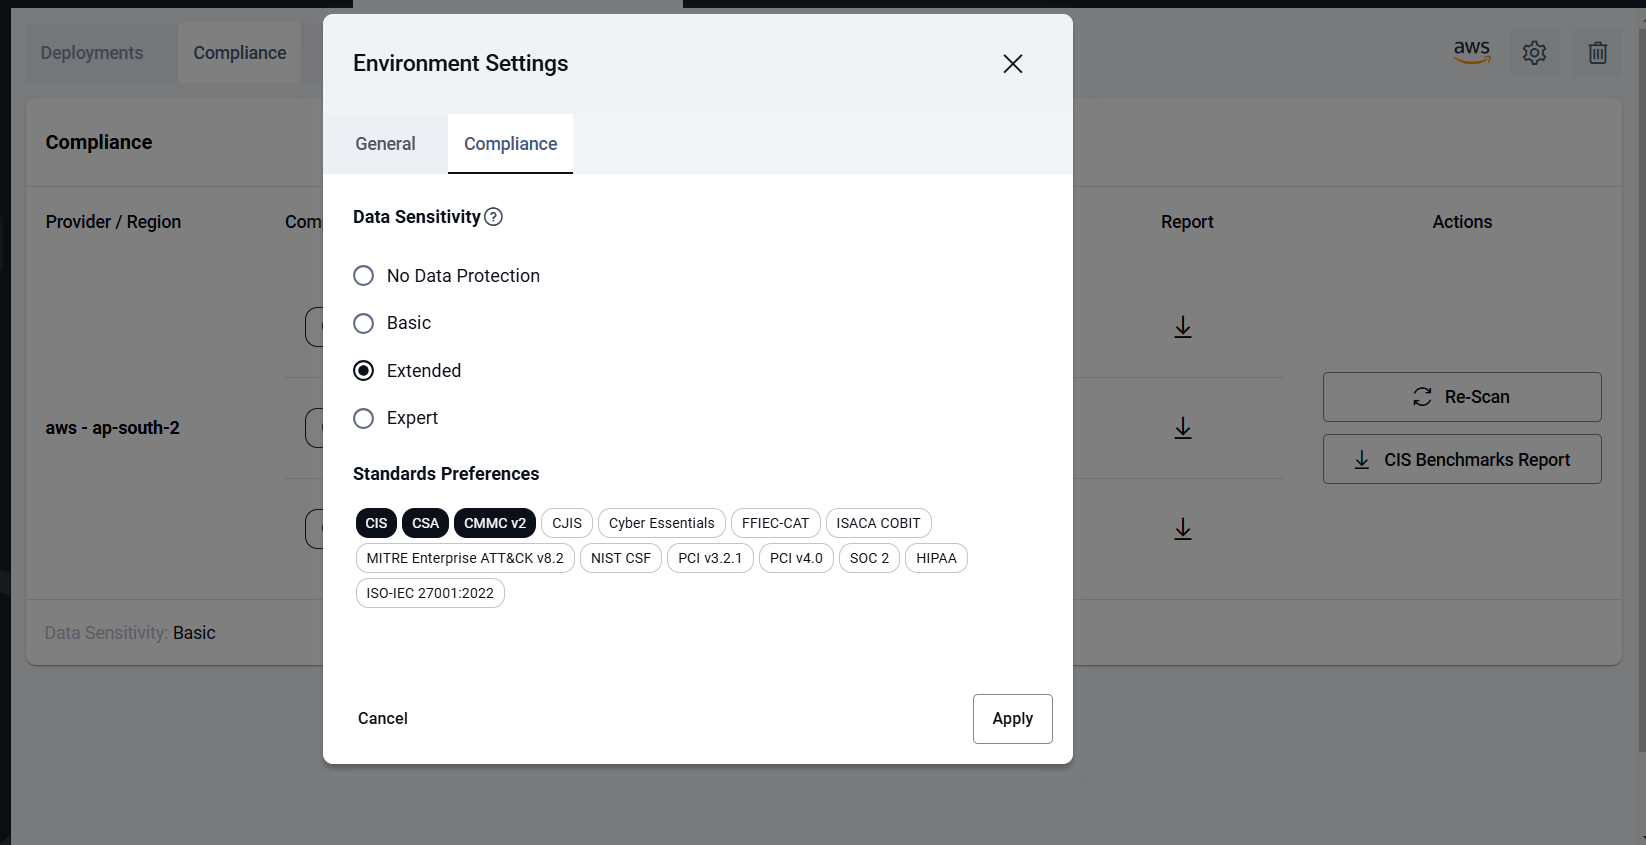 Deployments
Compliance
aws
Environment Settings
General
Compliance
Data Sensitivity ?
No Data Protection
Basic
Extended
Expert
Standards Preferences
CIS CSA CMMC v2 CJIS Cyber Essentials FFIEC-CAT ISACA COBIT
MITRE Enterprise ATT&CK v8.2 NIST CSF PCI v3.2.1 PCI v4.0 SOC 2 HIPAA
ISO-IEC 27001:2022
Cancel
Apply
Compliance
Provider / Region
Report
Actions
aws - ap-south-2
Re-Scan
CIS Benchmarks Report
Data Sensitivity: Basic